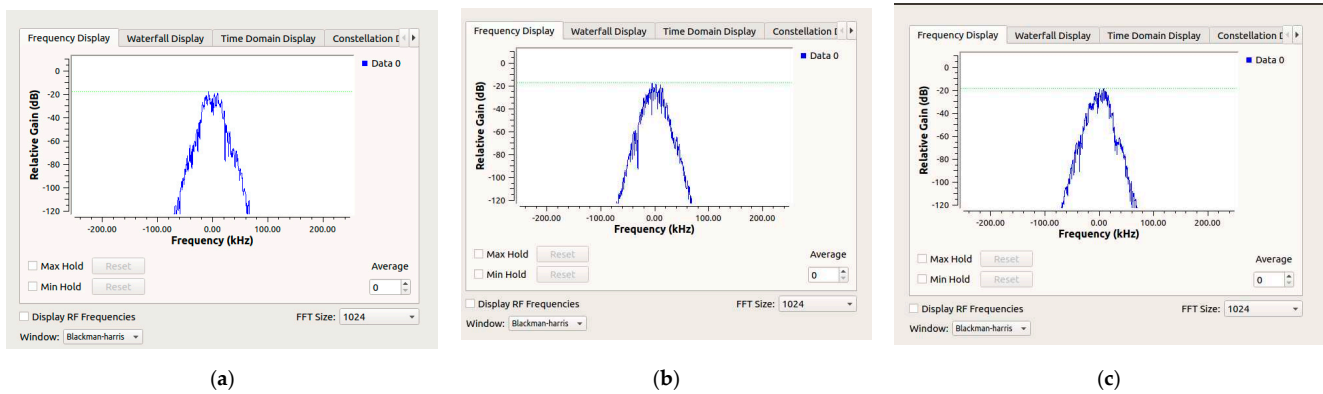 Frequency Display Waterfall Display Time Domain Display Constellation D
Data 0
0
-20
-40
-60
-80
-100
-120
Relative Gain (dB)
-200.00 -100.00 0.00 100.00 200.00
Frequency (kHz)
Max Hold Reset Average
Min Hold Reset 0
Display RF Frequencies FFT Size: 1024
Window: Blackman-harris
(a)
Frequency Display Waterfall Display Time Domain Display Constellation D
Data 0
0
-20
-40
-60
-80
-100
-120
Relative Gain (dB)
-200.00 -100.00 0.00 100.00 200.00
Frequency (kHz)
Max Hold Reset Average
Min Hold Reset 0
Display RF Frequencies FFT Size: 1024
Window: Blackman-harris
(b)
Frequency Display Waterfall Display Time Domain Display Constellation D
Data 0
0
-20
-40
-60
-80
-100
-120
Relative Gain (dB)
-200.00 -100.00 0.00 100.00 200.00
Frequency (kHz)
Max Hold Reset Average
Min Hold Reset 0
Display RF Frequencies FFT Size: 1024
Window: Blackman-harris
(c)